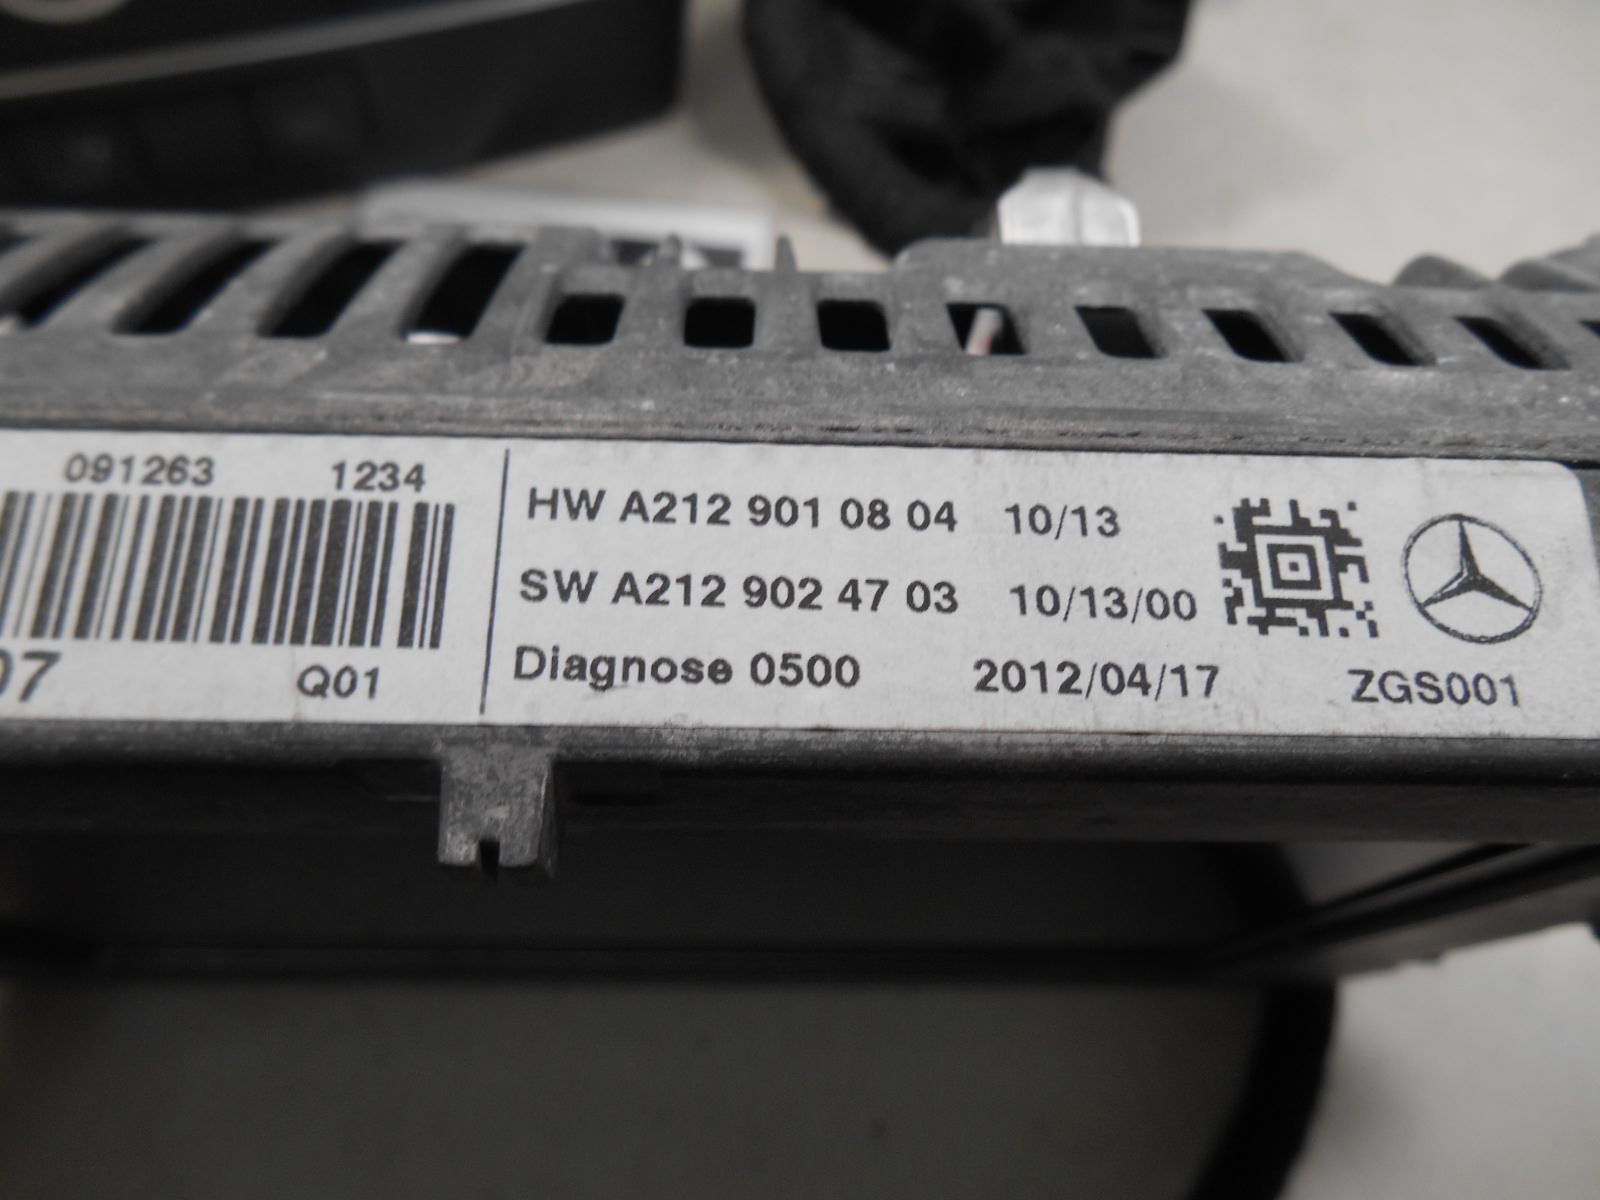 091263 1234
07 Q01
HW A212 901 08 04 10/13
SW A212 902 47 03 10/13/00
Diagnose 0500 2012/04/17 ZGS001